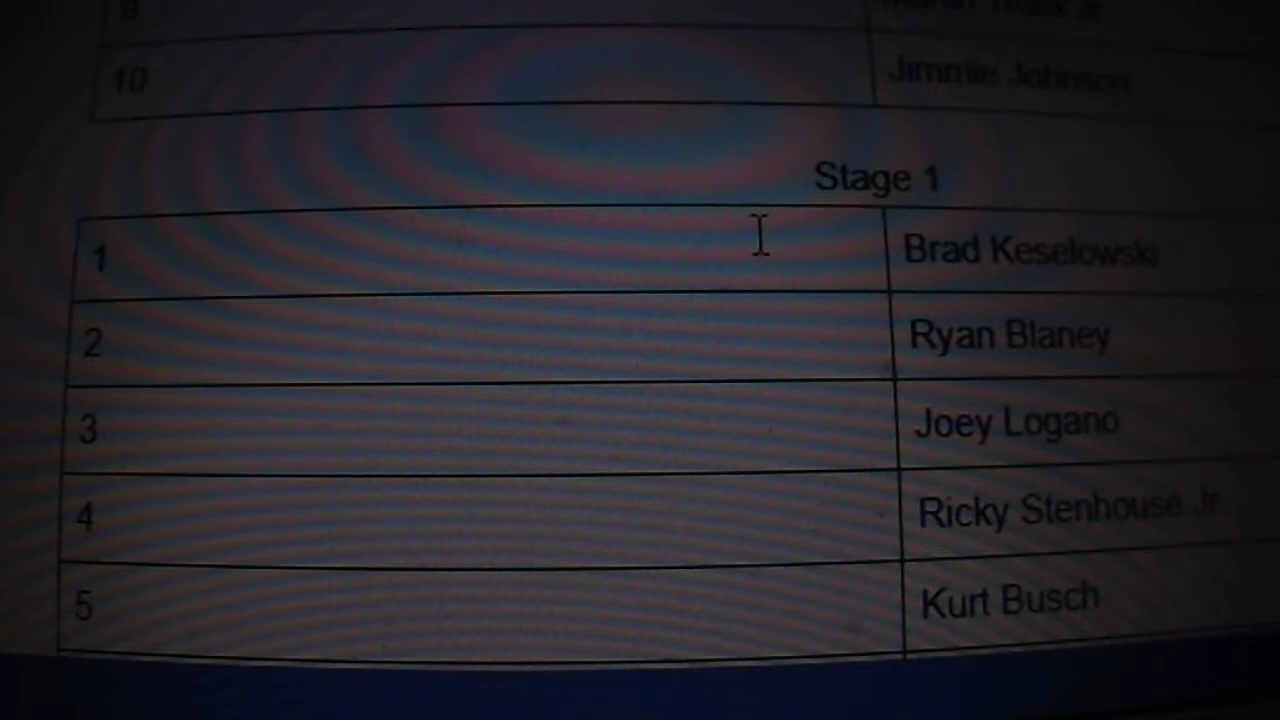 9
10 Jimmie Johnson
Stage 1
1 Brad Keselowski
2 Ryan Blaney
3 Joey Logano
4 Ricky Stenhouse Jr
5 Kurt Busch